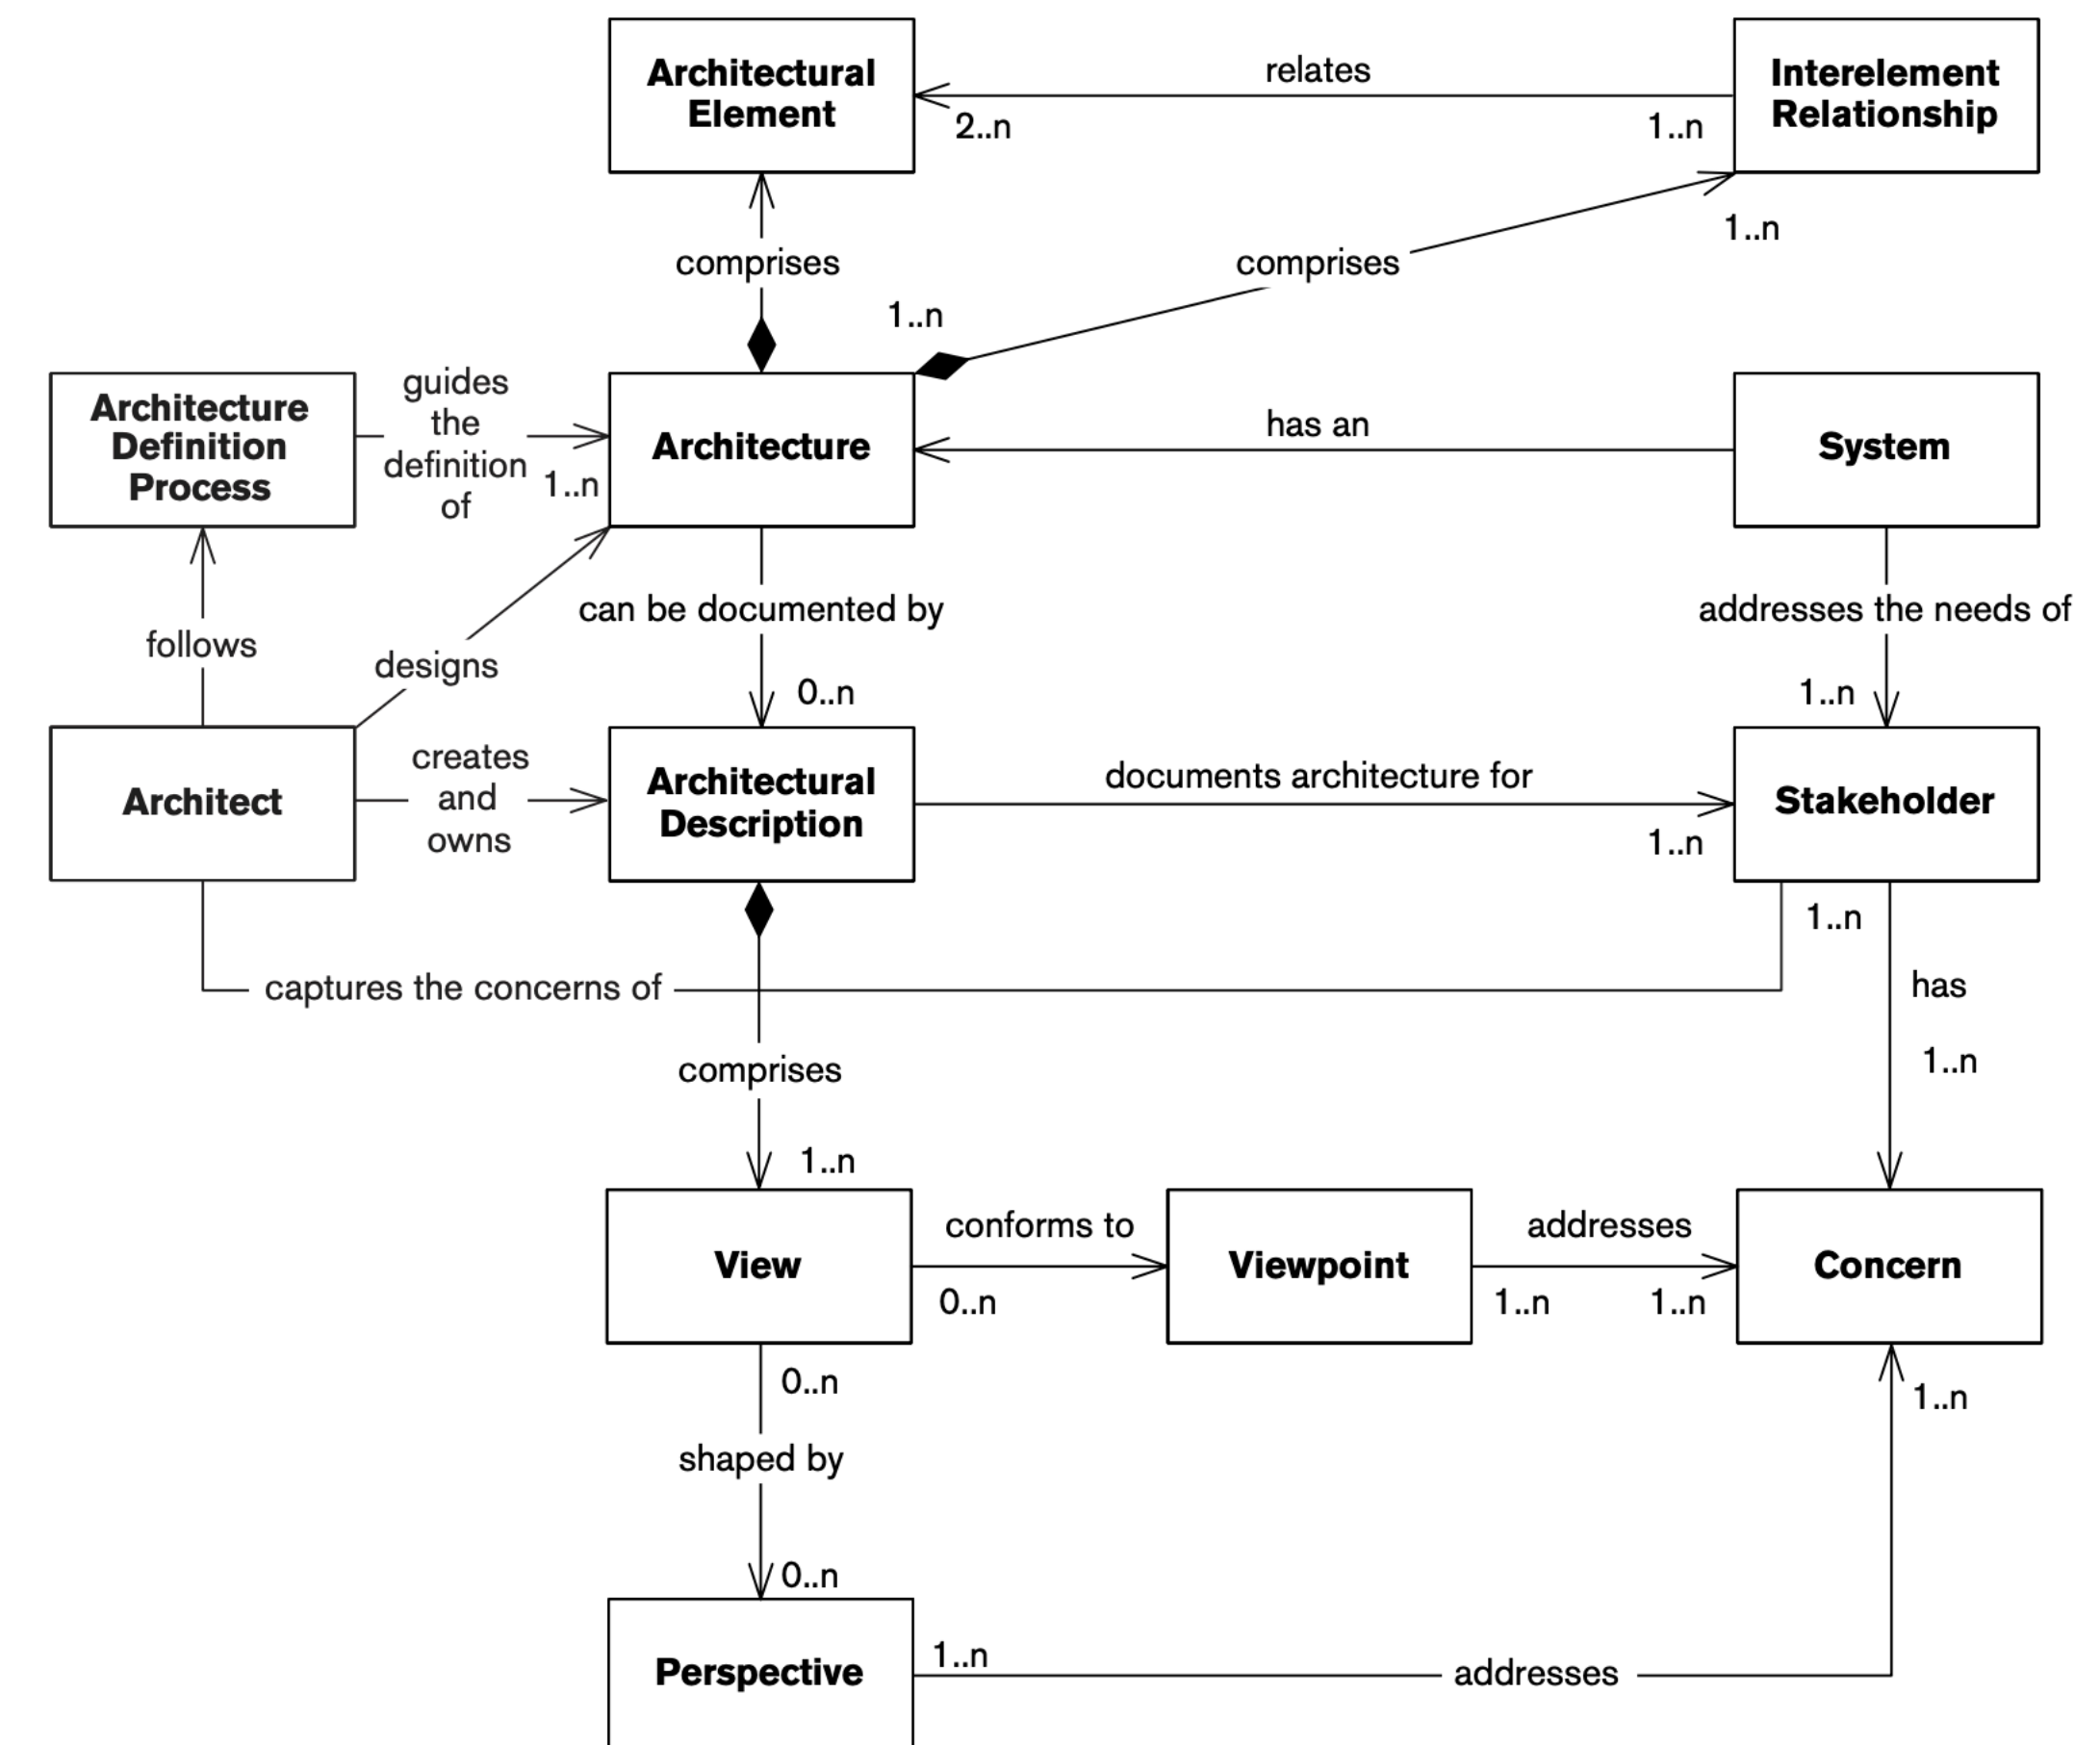 Architectural
Element
relates
2..n
1..n
Interelement
Relationship
comprises
1..n
comprises
1..n
Architecture
Definition
Process
guides
the
definition
of
1..n
Architecture
has an
System
follows
designs
can be documented by
0..n
addresses the needs of
1..n
Architect
creates
and
owns
Architectural
Description
documents architecture for
1..n
Stakeholder
captures the concerns of
1..n
has
1..n
comprises
1..n
View
conforms to
0..n
Viewpoint
addresses
1..n
1..n
Concern
0..n
shaped by
0..n
1..n
Perspective
1..n
addresses